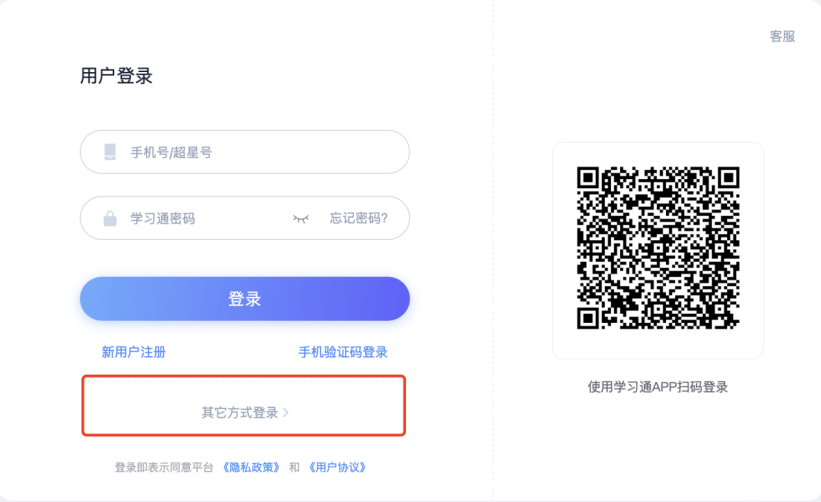 客服
用户登录
手机号/超星号
学习通密码 忘记密码?
登录
新用户注册 手机验证码登录
其它方式登录 >
登录即表示同意平台《隐私政策》和《用户协议》
使用学习通APP扫码登录